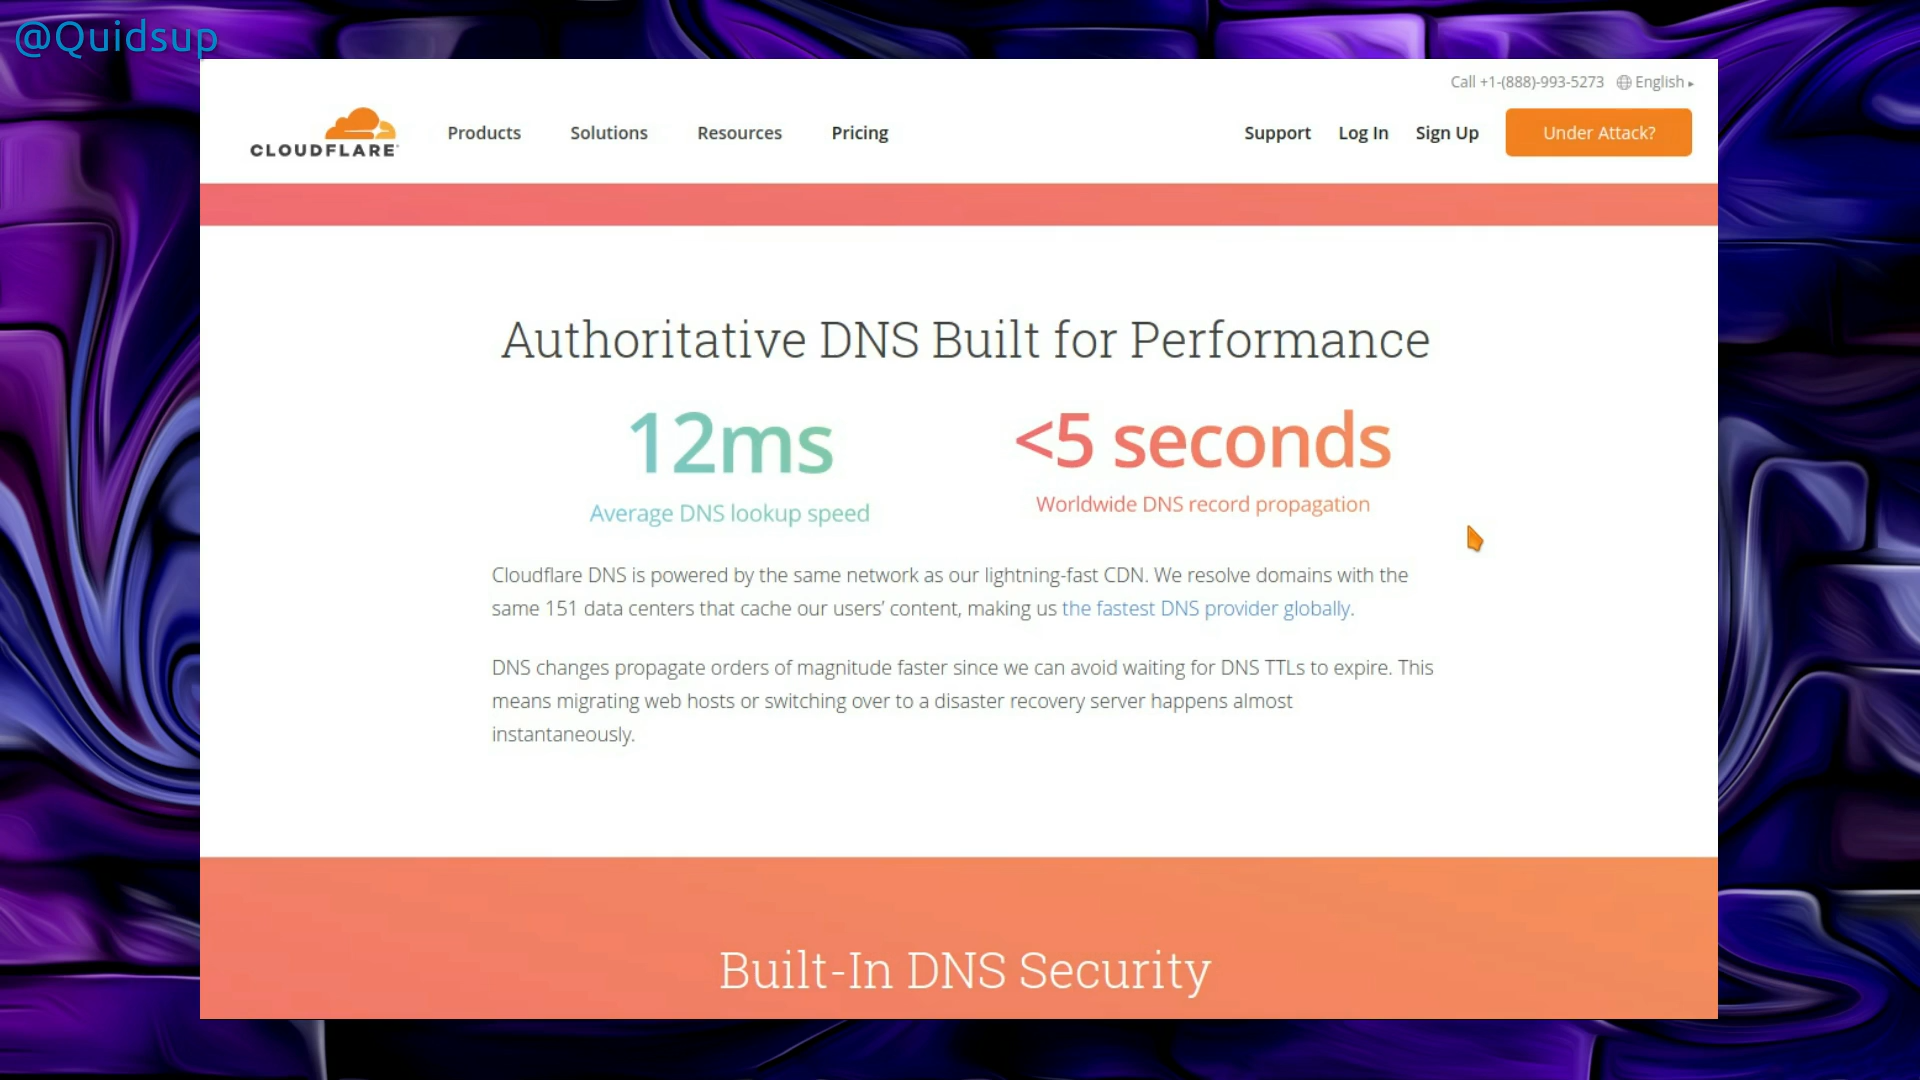 @Quidsup
Call +1-(888)-993-5273 English ▸
CLOUDFLARE Products Solutions Resources Pricing Support Log In Sign Up Under Attack?
Authoritative DNS Built for Performance
12ms <5 seconds
Average DNS lookup speed Worldwide DNS record propagation
Cloudflare DNS is powered by the same network as our lightning-fast CDN. We resolve domains with the
same 151 data centers that cache our users’ content, making us the fastest DNS provider globally.
DNS changes propagate orders of magnitude faster since we can avoid waiting for DNS TTLs to expire. This
means migrating web hosts or switching over to a disaster recovery server happens almost
instantaneously.
Built-In DNS Security